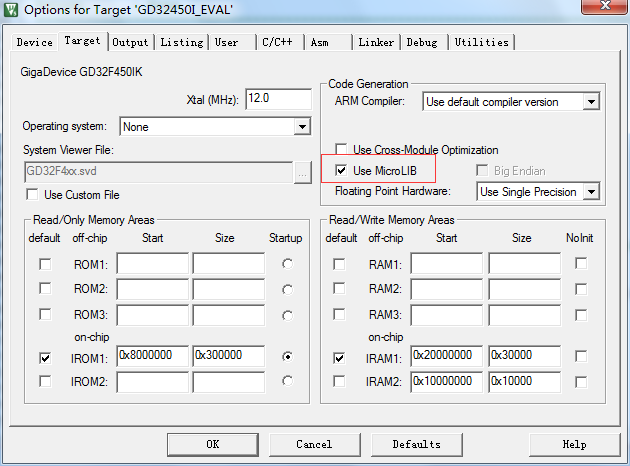 Options for Target 'GD32450I_EVAL'
Device Target Output Listing User C/C++ Asm Linker Debug Utilities
GigaDevice GD32F450IK
Xtal (MHz): 12.0
Operating system: None
System Viewer File:
GD32F4xx.svd ...
Use Custom File
Code Generation
ARM Compiler: Use default compiler version
Use Cross-Module Optimization
Use MicroLIB Big Endian
Floating Point Hardware: Use Single Precision
Read/Only Memory Areas
default off-chip Start Size Startup
ROM1:
ROM2:
ROM3:
on-chip
IROM1: 0x8000000 0x300000
IROM2:
Read/Write Memory Areas
default off-chip Start Size NoInit
RAM1:
RAM2:
RAM3:
on-chip
IRAM1: 0x20000000 0x30000
IRAM2: 0x10000000 0x10000
OK Cancel Defaults Help